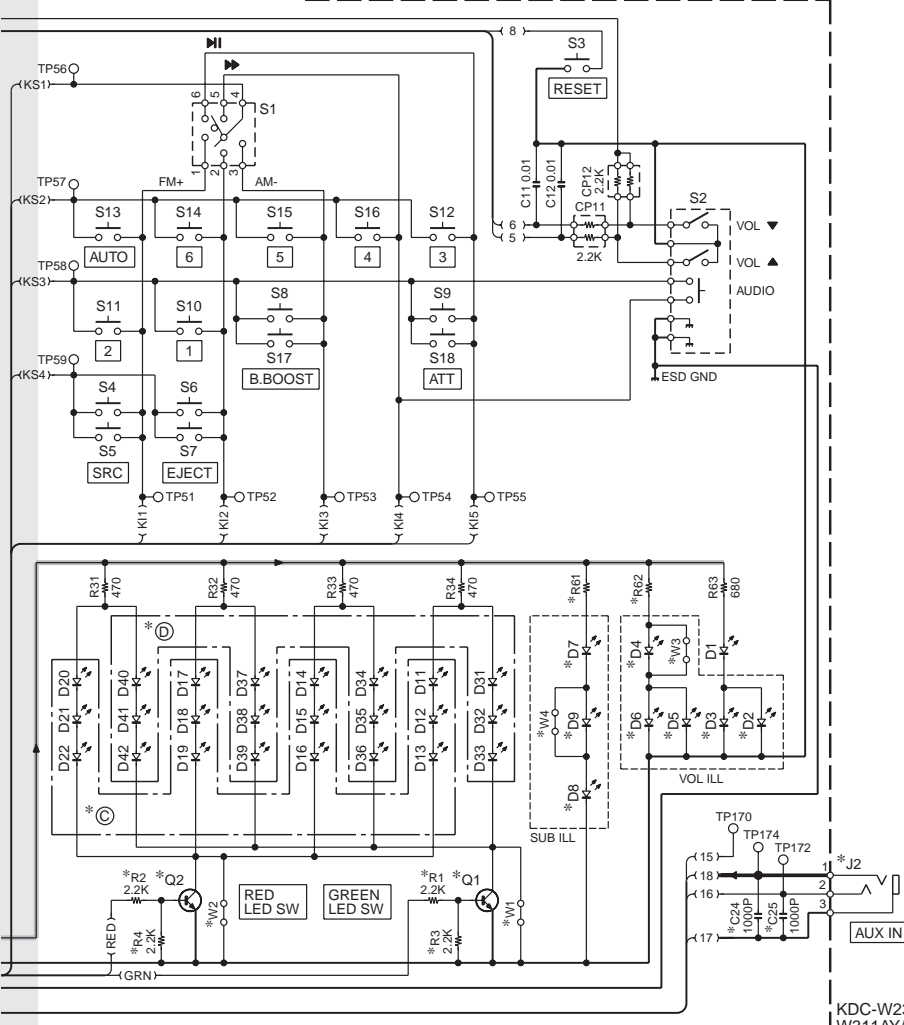 8
S3
RESET
TP56
KS1
6
5
4
S1
1
2
3
FM+
AM-
C11 0.01
C12 0.01
CP12
2.2K
TP57
KS2
S13
AUTO
S14
6
S15
5
S16
4
S12
3
6
5
CP11
2.2K
S2
VOL ▼
VOL ▲
AUDIO
TP58
KS3
S11
2
S10
1
S8
S17
B.BOOST
S9
S18
ATT
ESD GND
TP59
KS4
S4
S5
SRC
S6
S7
EJECT
TP51
TP52
TP53
TP54
TP55
KI1
KI2
KI3
KI4
KI5
R31
470
R32
470
R33
470
R34
470
*R61
*R62
R63
680
*Ⓓ
D20
D40
D17
D37
D14
D34
D11
D31
*D7
*D4
*W3
D1
D21
D41
D18
D38
D15
D35
D12
D32
*W4
*D9
*D6
*D5
*D3
*D2
D22
D42
D19
D39
D16
D36
D13
D33
*D8
VOL ILL
*Ⓒ
SUB ILL
TP170
TP174
TP172
15
18
16
17
1
2
3
*J2
*C24
1000P
*C25
1000P
AUX IN
*R2
2.2K
*Q2
*R4
2.2K
*W2
RED
LED SW
GREEN
LED SW
*R1
2.2K
*Q1
*R3
2.2K
*W1
RED
GRN